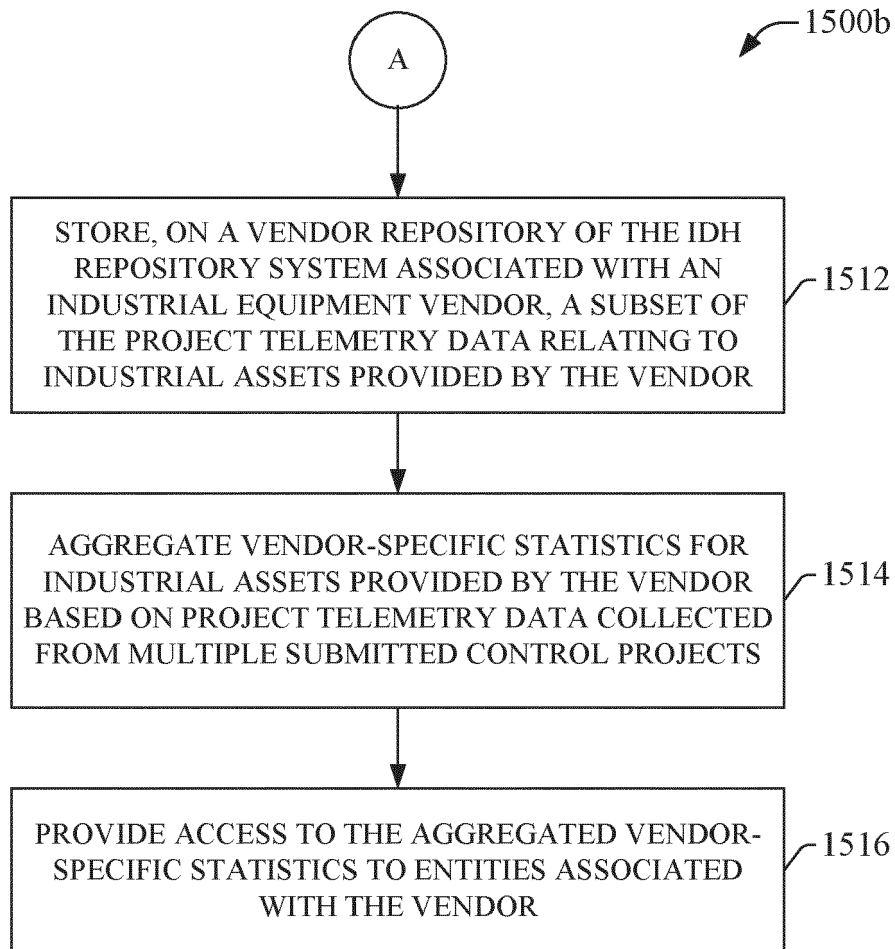 1500b
A
STORE, ON A VENDOR REPOSITORY OF THE IDH
REPOSITORY SYSTEM ASSOCIATED WITH AN
INDUSTRIAL EQUIPMENT VENDOR, A SUBSET OF
THE PROJECT TELEMETRY DATA RELATING TO
INDUSTRIAL ASSETS PROVIDED BY THE VENDOR
1512
AGGREGATE VENDOR-SPECIFIC STATISTICS FOR
INDUSTRIAL ASSETS PROVIDED BY THE VENDOR
BASED ON PROJECT TELEMETRY DATA COLLECTED
FROM MULTIPLE SUBMITTED CONTROL PROJECTS
1514
PROVIDE ACCESS TO THE AGGREGATED VENDOR-
SPECIFIC STATISTICS TO ENTITIES ASSOCIATED
WITH THE VENDOR
1516